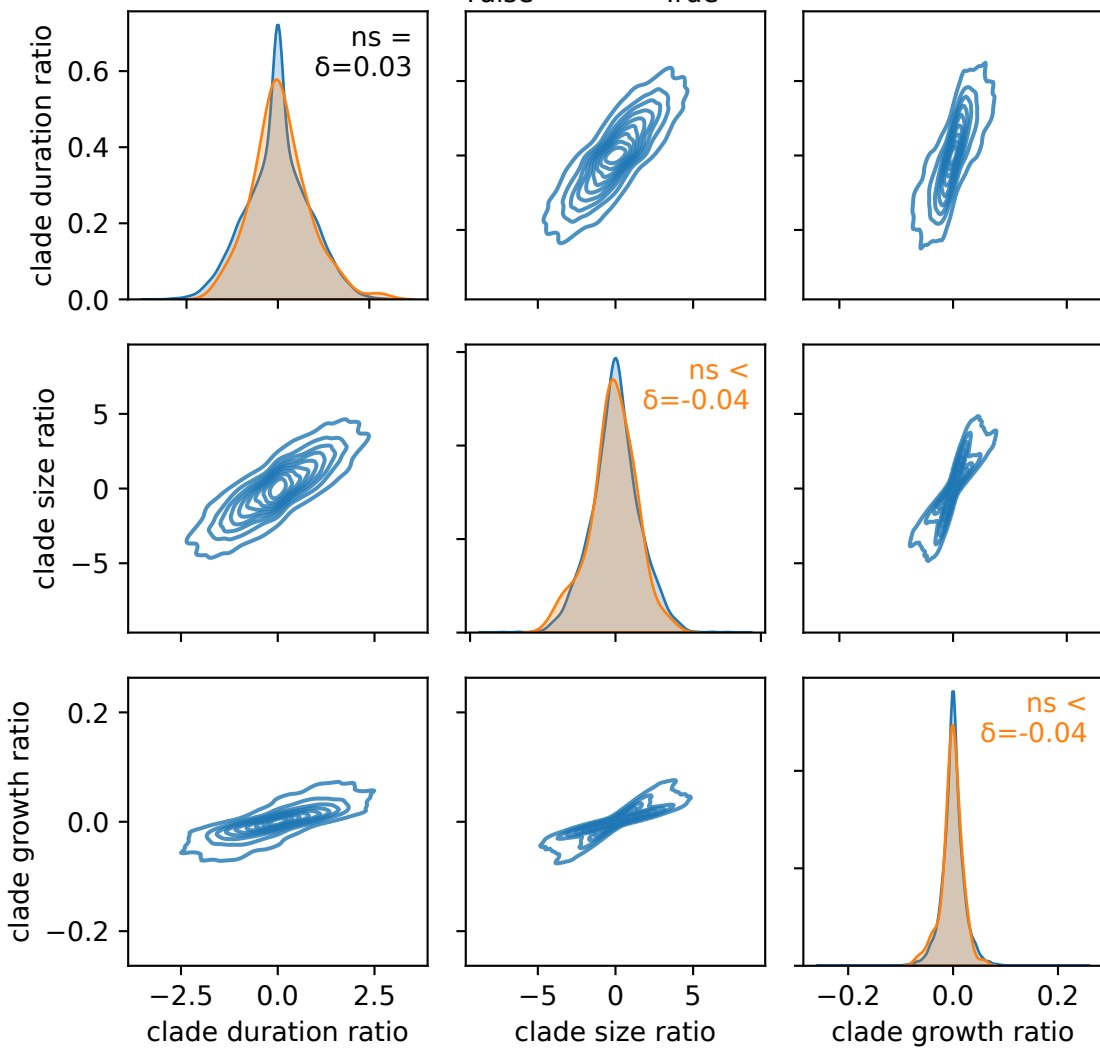 clade duration ratio
0.6
0.4
0.2
0.0
ns =
δ=0.03
clade size ratio
5
0
−5
ns <
δ=-0.04
clade growth ratio
0.2
0.0
−0.2
ns <
δ=-0.04
−2.5 0.0 2.5
−5 0 5
−0.2 0.0 0.2
clade duration ratio
clade size ratio
clade growth ratio